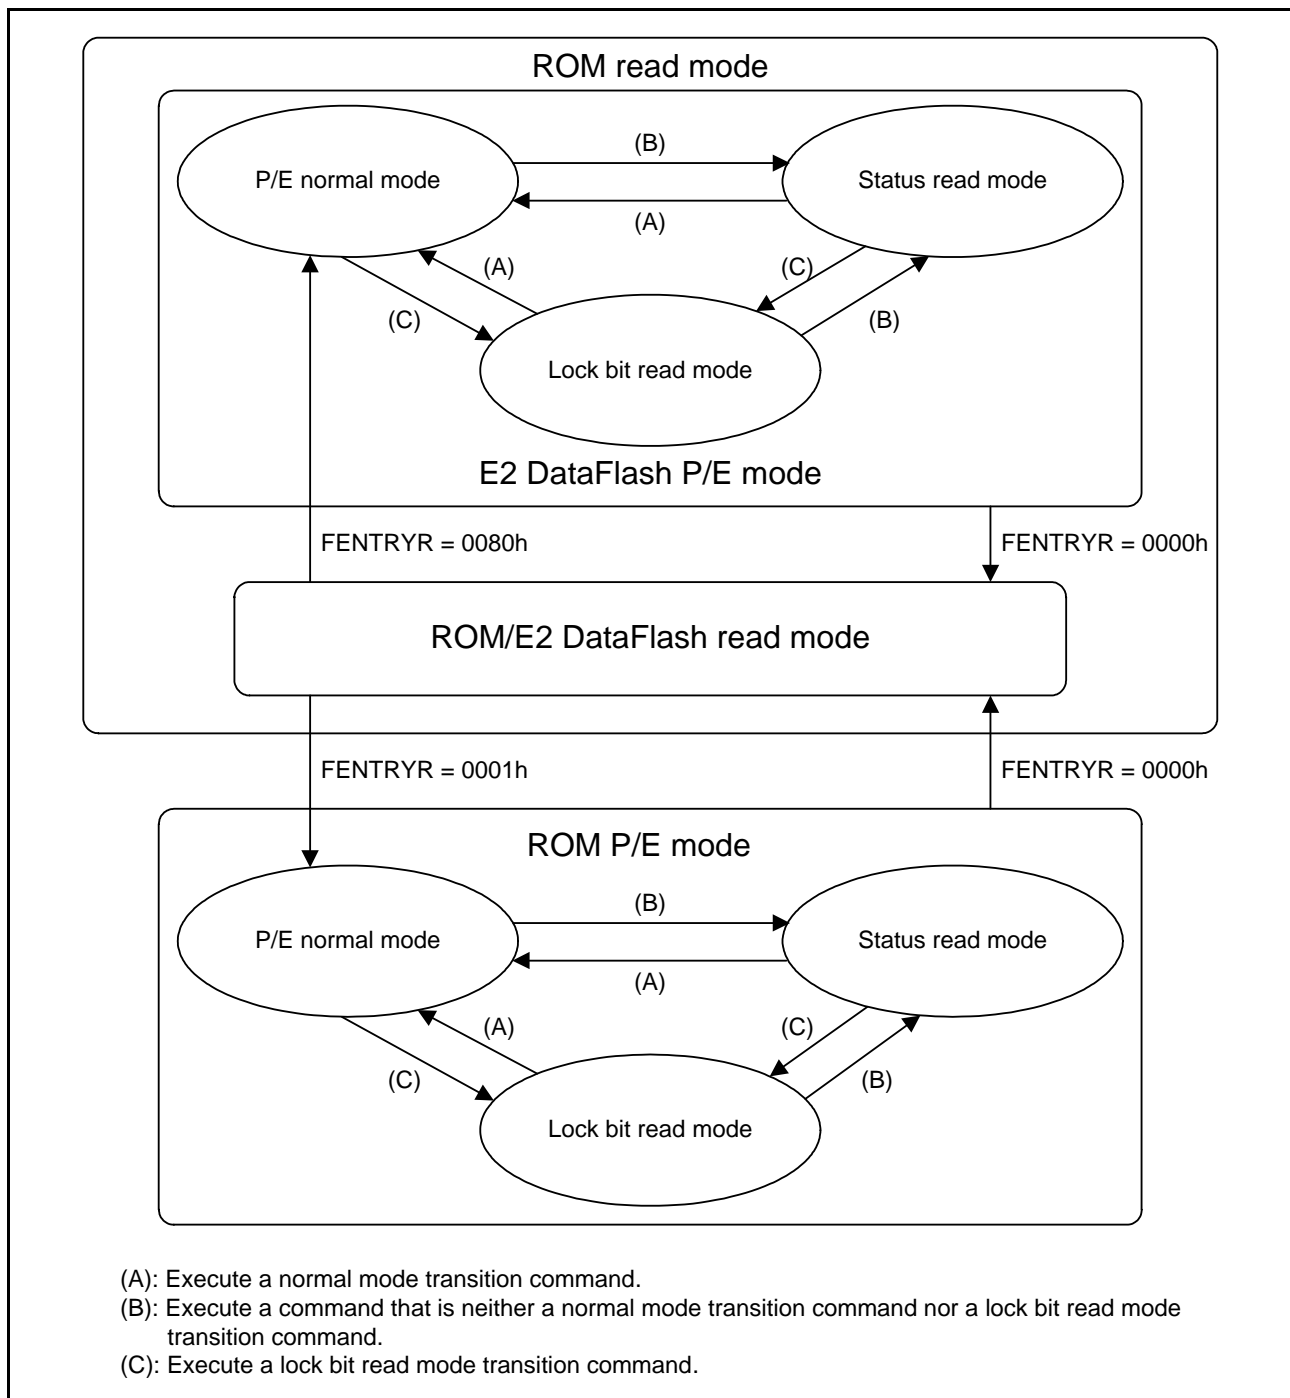 ROM read mode
(B)
P/E normal mode
Status read mode
(A)
(A)
(C)
(C)
(B)
Lock bit read mode
E2 DataFlash P/E mode
FENTRYR = 0080h
FENTRYR = 0000h
ROM/E2 DataFlash read mode
FENTRYR = 0001h
FENTRYR = 0000h
ROM P/E mode
(B)
P/E normal mode
Status read mode
(A)
(A)
(C)
(C)
(B)
Lock bit read mode
(A): Execute a normal mode transition command.
(B): Execute a command that is neither a normal mode transition command nor a lock bit read mode
transition command.
(C): Execute a lock bit read mode transition command.